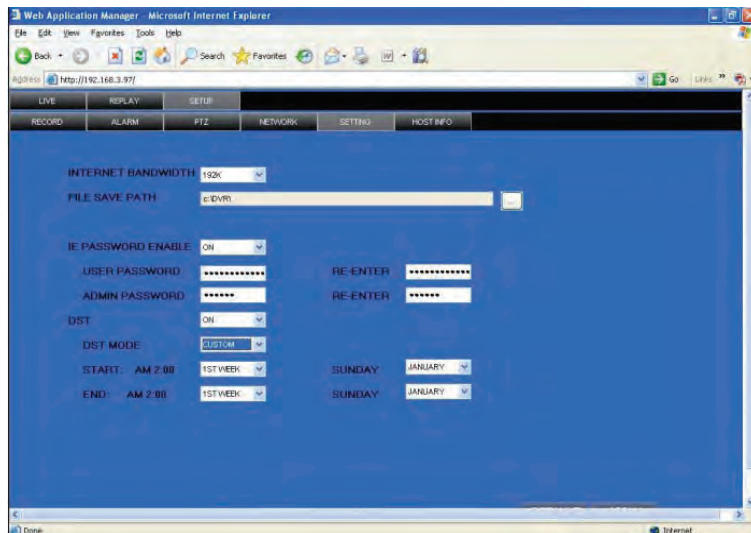 Web Application Manager - Microsoft Internet Explorer
File Edit View Favorites Tools Help
Back Search Favorites
Address http://192.168.3.97/ Go Links »
LIVE REPLAY SETUP
RECORD ALARM PTZ NETWORK SETTING HOST INFO
INTERNET BANDWIDTH 192K
FILE SAVE PATH c:\DVR\ ...
IE PASSWORD ENABLE ON
USER PASSWORD •••••••••••• RE-ENTER ••••••••••••
ADMIN PASSWORD •••••• RE-ENTER ••••••
DST ON
DST MODE CUSTOM
START: AM 2:00 1ST WEEK SUNDAY JANUARY
END: AM 2:00 1ST WEEK SUNDAY JANUARY
Done Internet